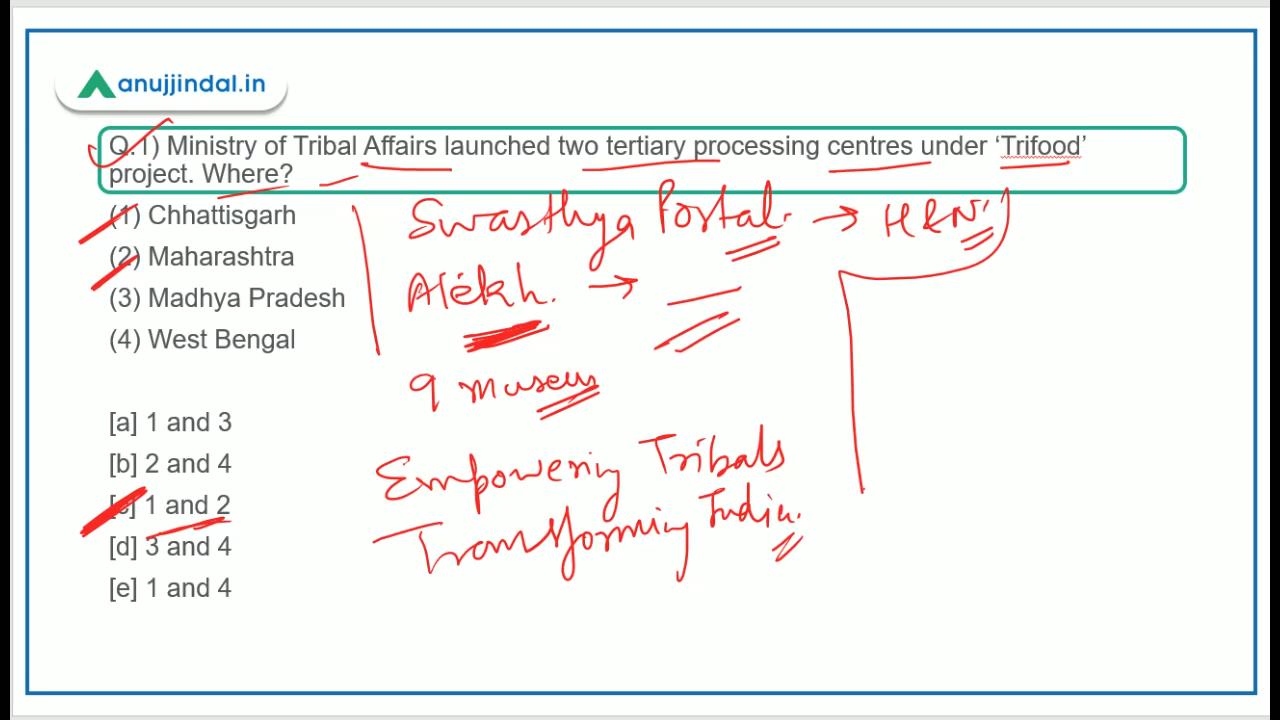 anujjindal.in
Q.1) Ministry of Tribal Affairs launched two tertiary processing centres under ‘Trifood’
project. Where?
(1) Chhattisgarh
(2) Maharashtra
(3) Madhya Pradesh
(4) West Bengal
[a] 1 and 3
[b] 2 and 4
[c] 1 and 2
[d] 3 and 4
[e] 1 and 4
Swasthya Portal. → H & N
Alekh. →
9 museum
Empowering Tribals
Transforming India.